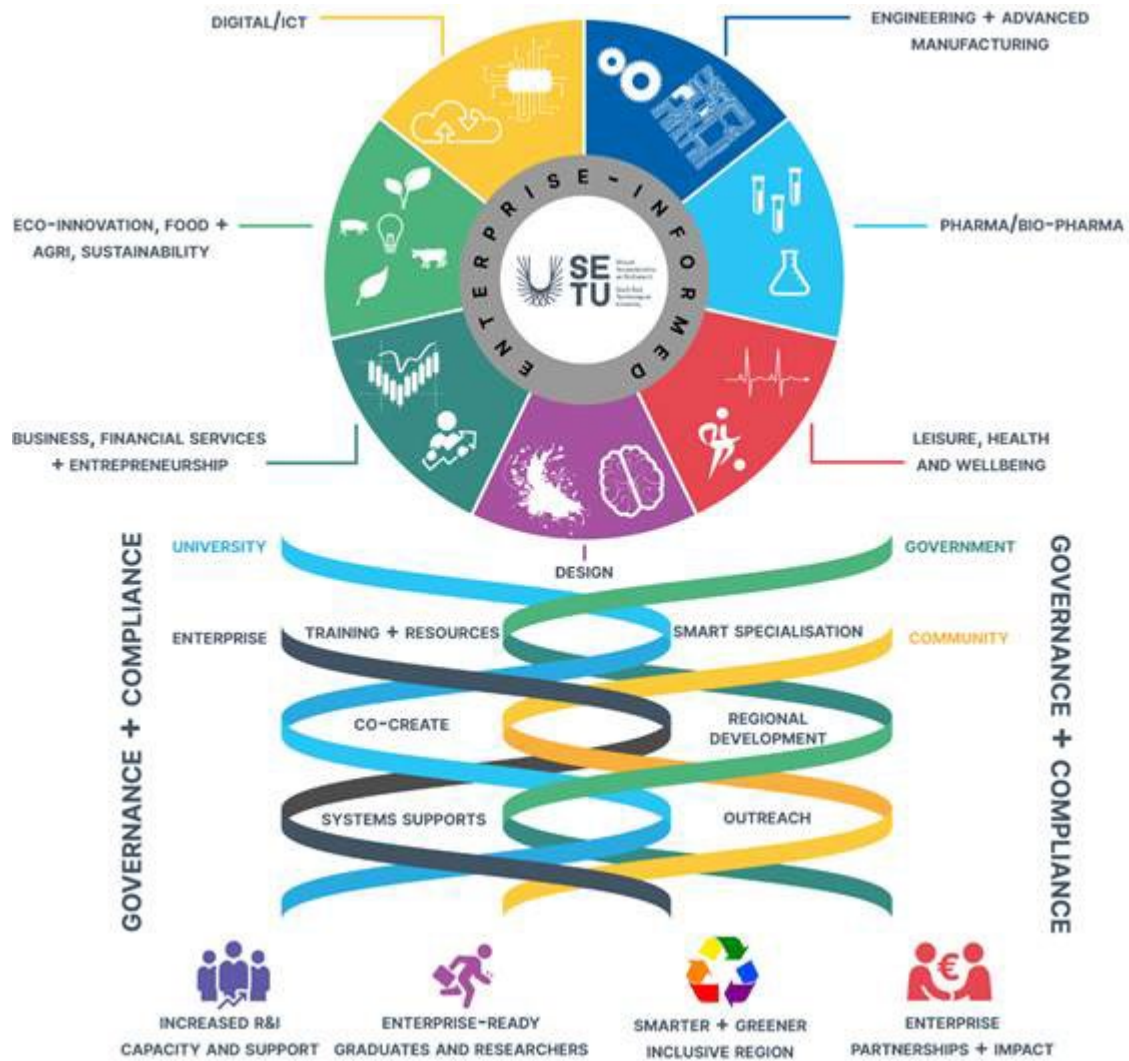 DIGITAL/ICT
ENGINEERING + ADVANCED
MANUFACTURING
ECO-INNOVATION, FOOD +
AGRI, SUSTAINABILITY
PHARMA/BIO-PHARMA
ENTERPRISE-INFORMED
SE
TU
BUSINESS, FINANCIAL SERVICES
+ ENTREPRENEURSHIP
LEISURE, HEALTH
AND WELLBEING
DESIGN
GOVERNANCE + COMPLIANCE
UNIVERSITY
GOVERNMENT
ENTERPRISE
TRAINING + RESOURCES
SMART SPECIALISATION
COMMUNITY
CO-CREATE
REGIONAL
DEVELOPMENT
SYSTEMS SUPPORTS
OUTREACH
GOVERNANCE + COMPLIANCE
INCREASED R&I
CAPACITY AND SUPPORT
ENTERPRISE-READY
GRADUATES AND RESEARCHERS
SMARTER + GREENER
INCLUSIVE REGION
€
ENTERPRISE
PARTNERSHIPS + IMPACT